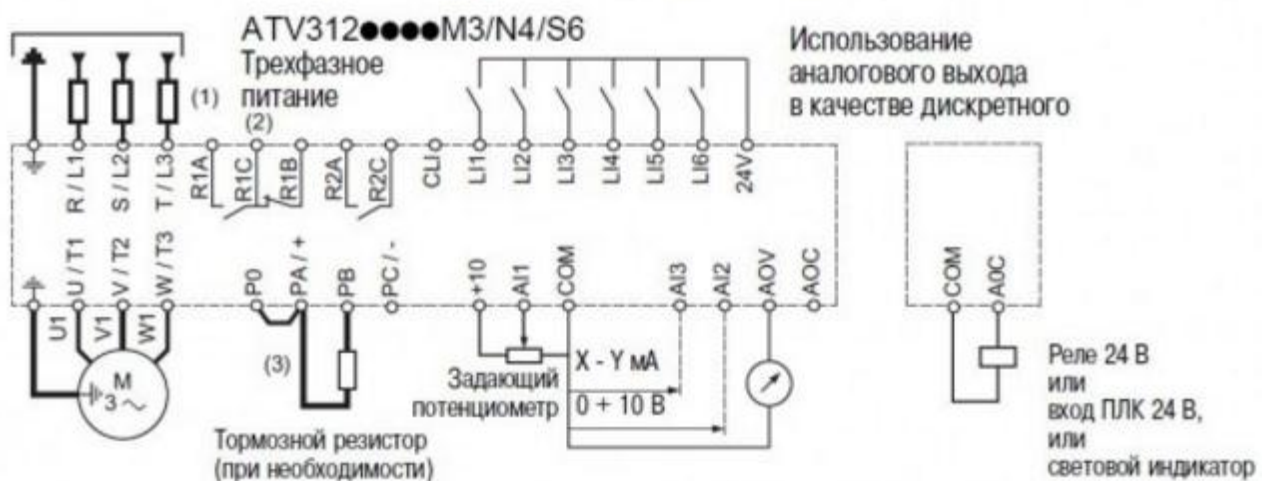 ATV312●●●●M3/N4/S6
Трехфазное
питание
(1)
(2)
Использование
аналогового выхода
в качестве дискретного
R / L1
S / L2
T / L3
R1A
R1C
R1B
R2A
R2C
CLI
LI1
LI2
LI3
LI4
LI5
LI6
24V
U / T1
V / T2
W / T3
P0
PA / +
PB
PC / -
+10
AI1
COM
AI3
AI2
AOV
AOC
COM
A0C
U1
V1
W1
M
3 ~
(3)
Тормозной резистор
(при необходимости)
Задающий
потенциометр
X - Y мА
0 + 10 В
Реле 24 В
или
вход ПЛК 24 В,
или
световой индикатор